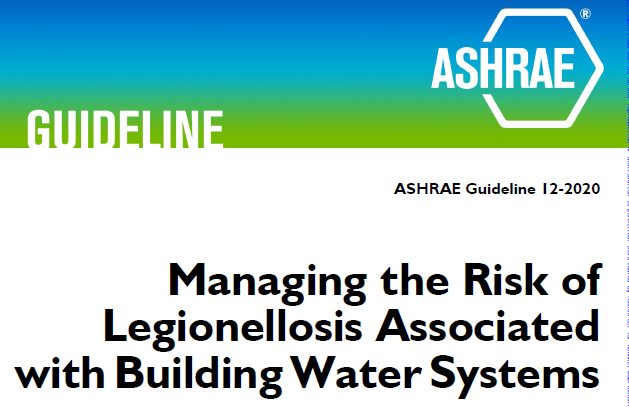 ASHRAE®
GUIDELINE
ASHRAE Guideline 12-2020
Managing the Risk of
Legionellosis Associated
with Building Water Systems